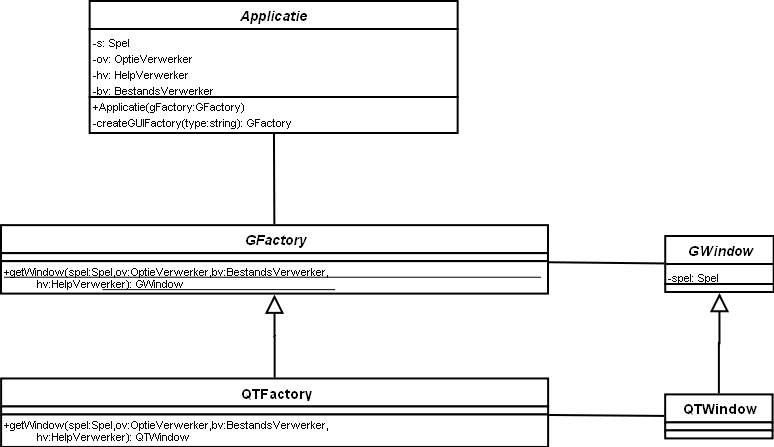 Applicatie
-s: Spel
-ov: OptieVerwerker
-hv: HelpVerwerker
-bv: BestandsVerwerker
+Applicatie(gFactory:GFactory)
-createGUIFactory(type:string): GFactory
GFactory
+getWindow(spel:Spel,ov:OptieVerwerker,bv:BestandsVerwerker,
hv:HelpVerwerker): GWindow
GWindow
-spel: Spel
QTFactory
+getWindow(spel:Spel,ov:OptieVerwerker,bv:BestandsVerwerker,
hv:HelpVerwerker): QTWindow
QTWindow